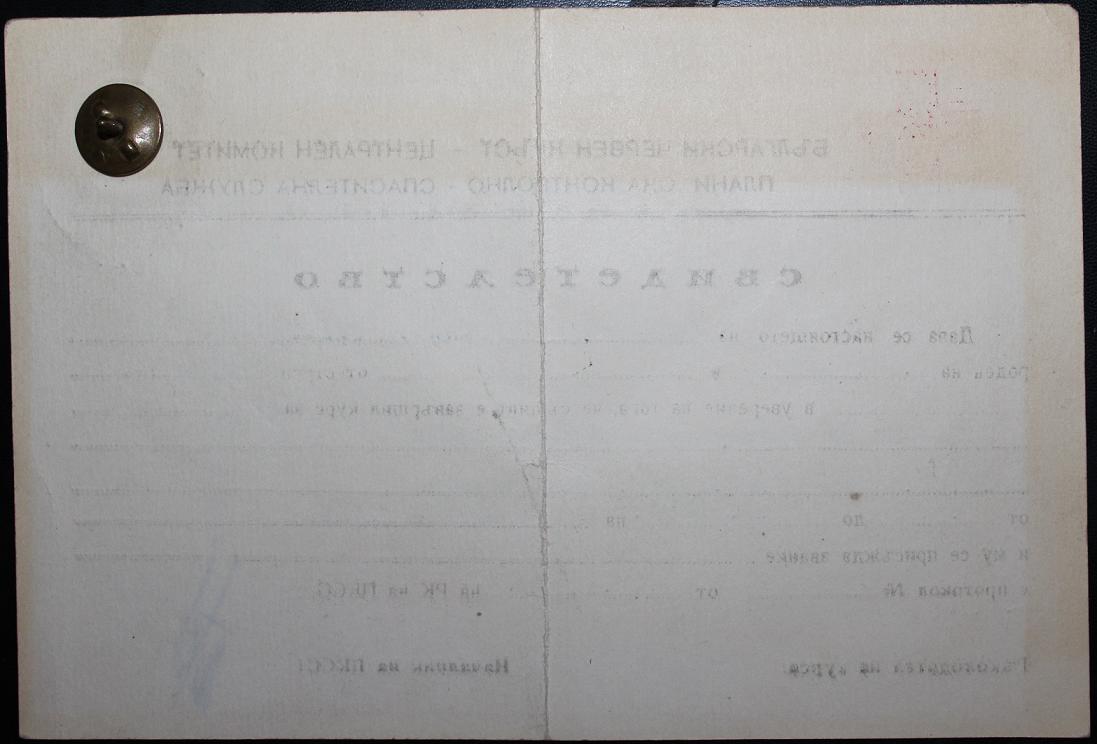 БЪЛГАРСКИ ЧЕРВЕН КРЪСТ - ЦЕНТРАЛЕН КОМИТЕТ
ПЛАНИНСКА КОНТРОЛНО - СПАСИТЕЛНА СЛУЖБА
СВИДЕТЕЛСТВО
Дава се настоящето на
роден на в
в уверение на това, че същият е завършил курс за
от до на
и му се присъжда звание
с протокол № от на РК на ПКСС
Ръководител на курса: Началник на ПКСС: